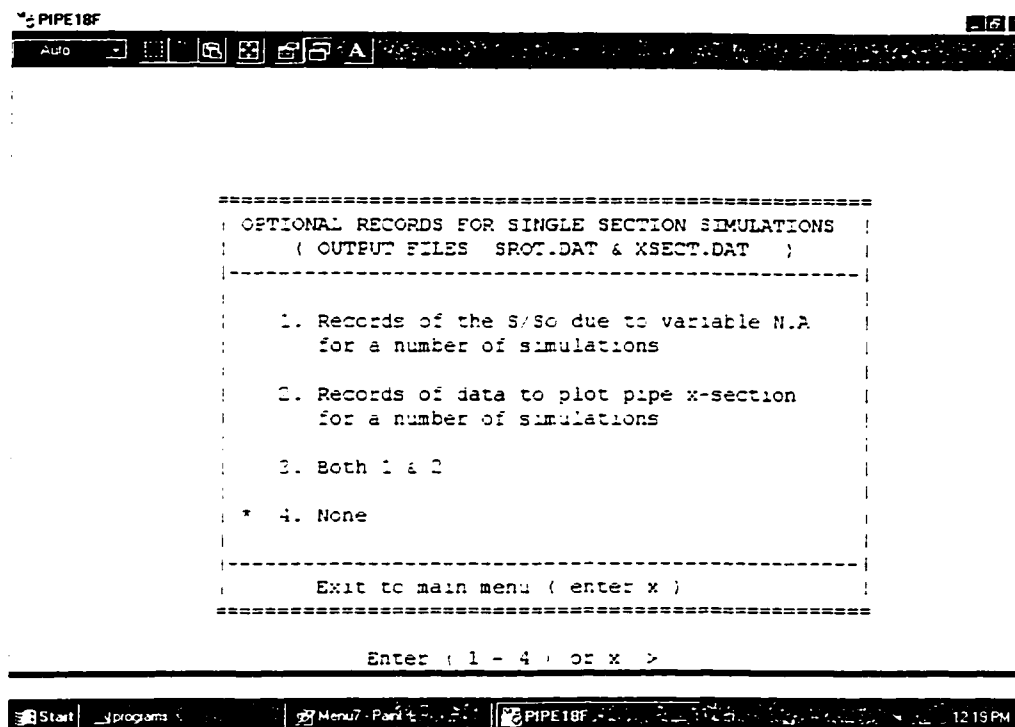 PIPE18F
Auto
A
OPTIONAL RECORDS FOR SINGLE SECTION SIMULATIONS
( OUTPUT FILES SROT.DAT & XSECT.DAT )
1. Records of the S/So due to variable N.A
for a number of simulations
2. Records of data to plot pipe x-section
for a number of simulations
3. Both 1 & 2
* 4. None
Exit to main menu ( enter x )
Enter ( 1 - 4 ) or x >
Start programs Menu7 - Paint PIPE18F 12:19 PM